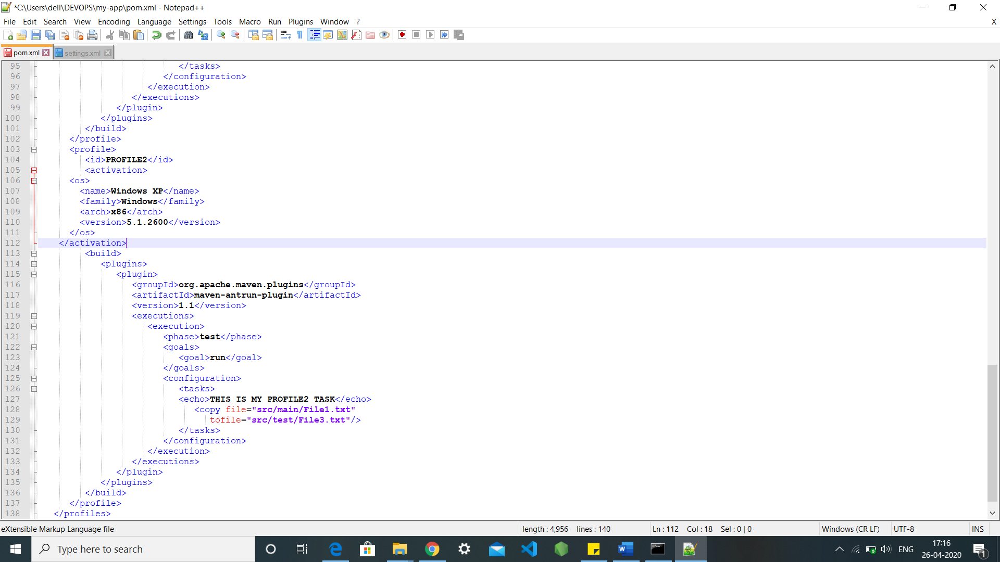 *C:\Users\dell\DEVOPS\my-app\pom.xml - Notepad++
File Edit Search View Encoding Language Settings Tools Macro Run Plugins Window ? X
pom.xml settings.xml
95 </tasks>
96 </configuration>
97 </execution>
98 </executions>
99 </plugin>
100 </plugins>
101 </build>
102 </profile>
103 <profile>
104 <id>PROFILE2</id>
105 <activation>
106 <os>
107 <name>Windows XP</name>
108 <family>Windows</family>
109 <arch>x86</arch>
110 <version>5.1.2600</version>
111 </os>
112 </activation>
113 <build>
114 <plugins>
115 <plugin>
116 <groupId>org.apache.maven.plugins</groupId>
117 <artifactId>maven-antrun-plugin</artifactId>
118 <version>1.1</version>
119 <executions>
120 <execution>
121 <phase>test</phase>
122 <goals>
123 <goal>run</goal>
124 </goals>
125 <configuration>
126 <tasks>
127 <echo>THIS IS MY PROFILE2 TASK</echo>
128 <copy file="src/main/File1.txt"
129 tofile="src/test/File3.txt"/>
130 </tasks>
131 </configuration>
132 </execution>
133 </executions>
134 </plugin>
135 </plugins>
136 </build>
137 </profile>
138 </profiles>
eXtensible Markup Language file length : 4,956 lines : 140 Ln : 112 Col : 18 Sel : 0 | 0 Windows (CR LF) UTF-8 INS
Type here to search ENG 17:16
26-04-2020 1